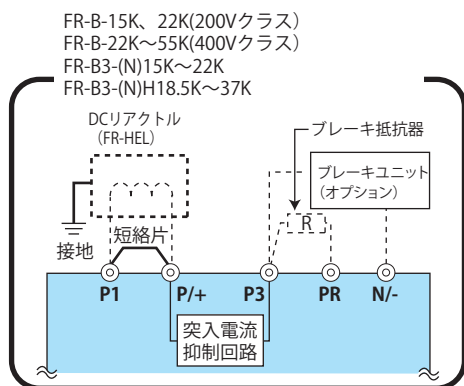 FR-B-15K、22K(200Vクラス）
FR-B-22K～55K(400Vクラス）
FR-B3-(N)15K～22K
FR-B3-(N)H18.5K～37K
DCリアクトル
(FR-HEL)
ブレーキ抵抗器
ブレーキユニット
（オプション）
R
接地
短絡片
P1 P/+ P3 PR N/-
突入電流
抑制回路